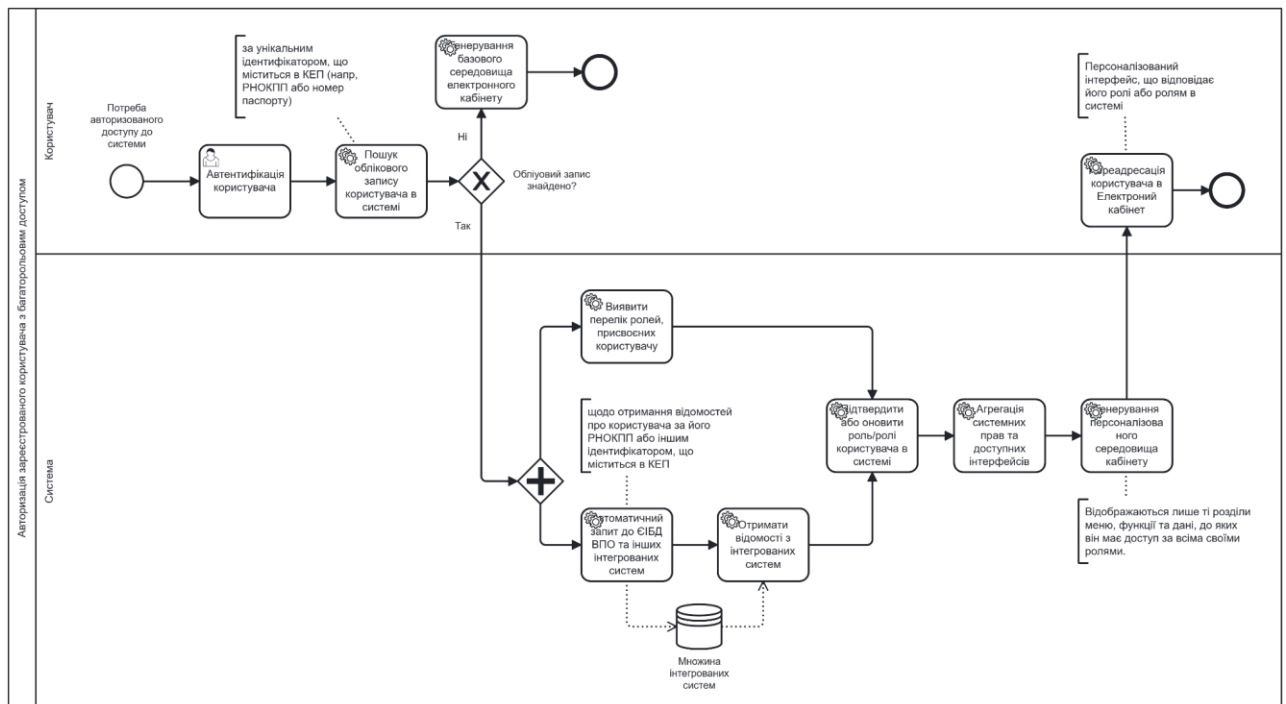 Авторизація зареєстрованого користувача з багаторольовим доступом
Користувач
Потреба
авторизованого
доступу до
системи
Автентифікація
користувача
за унікальним
ідентифікатором, що
міститься в КЕП (напр,
РНОКПП або номер
паспорту)
Пошук
облікового
запису
користувача в
системі
Ні
Обліуовий запис
знайдено?
Так
енерування
базового
середовища
електронного
кабінету
Персоналізований
інтерфейс, що відповідає
його ролі або ролям в
системі
ереадресація
користувача в
Електроний
кабінет
Система
Виявити
перелік ролей,
присвоєних
користувачу
щодо отримання відомостей
про користувача за його
РНОКПП або іншим
ідентифікатором, що
міститься в КЕП
втоматичний
запит до ЄІБД
ВПО та інших
інтегрованих
систем
Отримати
відомості з
інтегрованих
систем
Множина
інтегрованих
систем
ідтвердити
або оновити
роль/ролі
користувача в
системі
Агрегація
системних
прав та
доступних
інтерфейсів
енерування
персоналізова
ного
середовища
кабінету
Відображаються лише ті розділи
меню, функції та дані, до яких
він має доступ за всіма своїми
ролями.